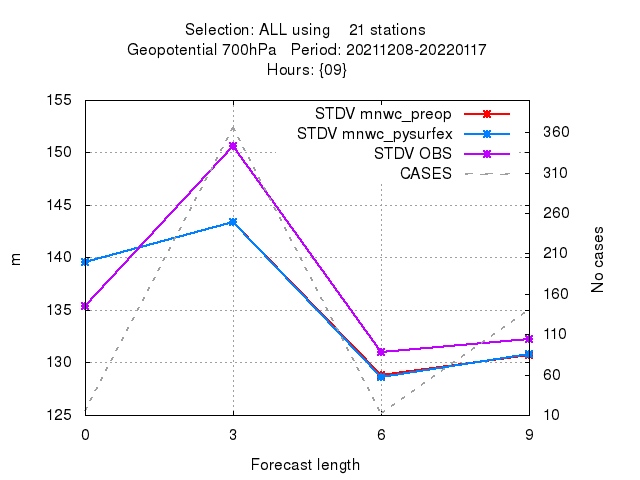 Selection: ALL using 21 stations
Geopotential 700hPa Period: 20211208-20220117
Hours: {09}
STDV mnwc_preop
STDV mnwc_pysurfex
STDV OBS
CASES
155
150
145
140
135
130
125
m
360
310
260
210
160
110
60
10
No cases
0 3 6 9
Forecast length